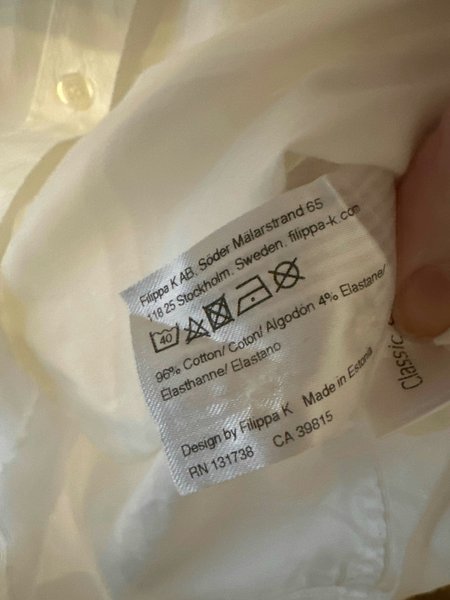 Filippa K AB, Söder Mälarstrand 65
118 25 Stockholm, Sweden, filippa-k.com
40
96% Cotton/ Coton/ Algodón 4% Elastane/
Elasthanne/ Elastano
Design by Filippa K Made in Estonia
RN 131738 CA 39815
Classic